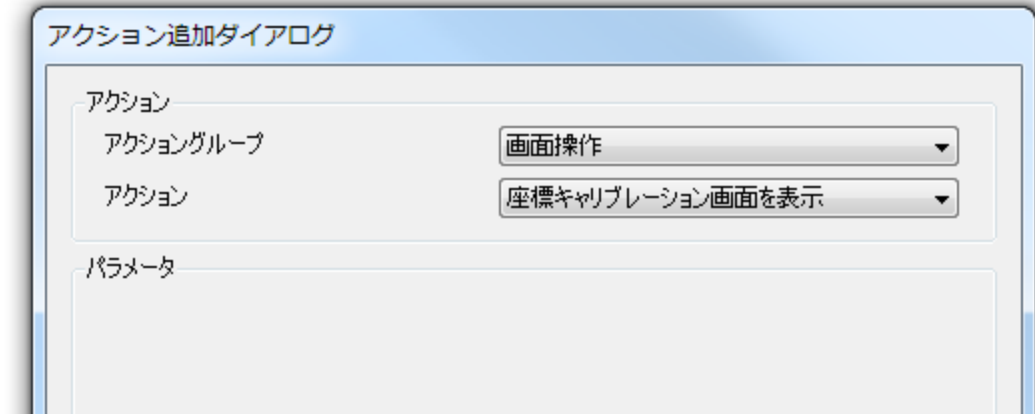 アクション追加ダイアログ
アクション
アクショングループ
画面操作
アクション
座標キャリブレーション画面を表示
パラメータ